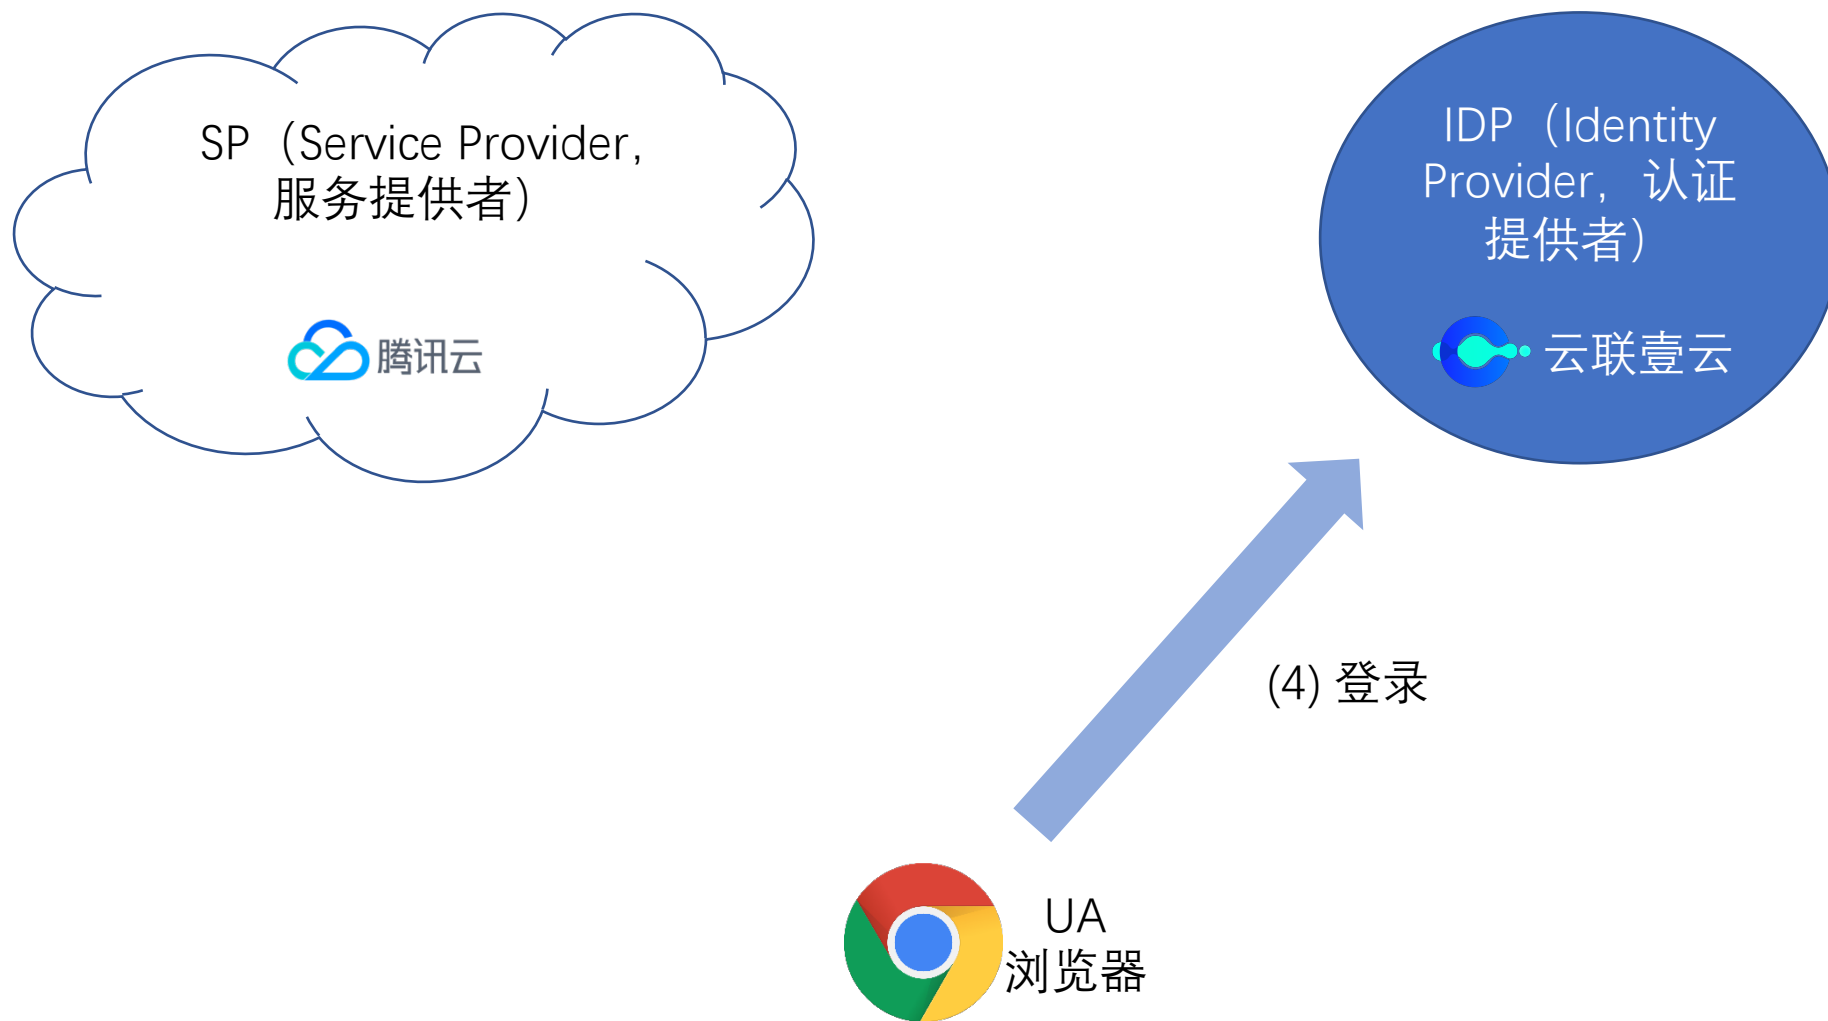 SP（Service Provider，
服务提供者）
腾讯云
IDP（Identity
Provider，认证
提供者）
云联壹云
(4) 登录
UA
浏览器